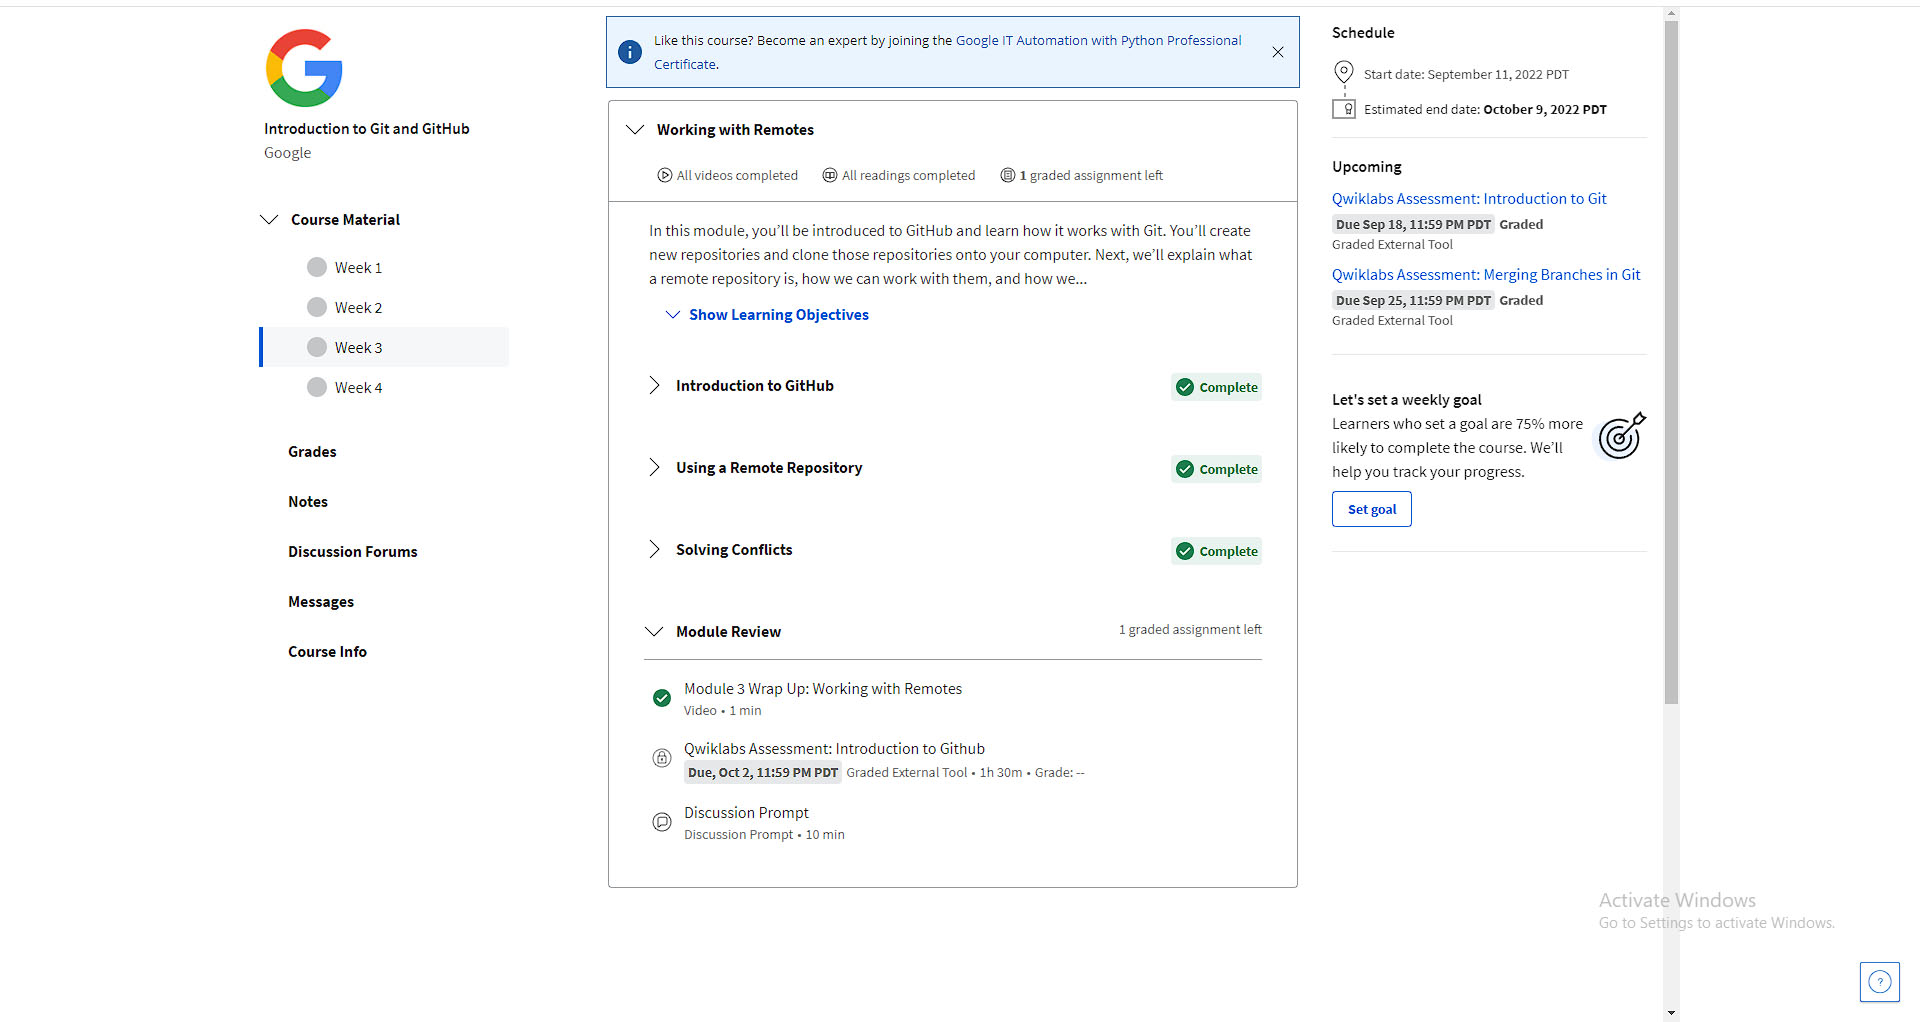 Introduction to Git and GitHub
Google
Course Material
Week 1
Week 2
Week 3
Week 4
Grades
Notes
Discussion Forums
Messages
Course Info
Like this course? Become an expert by joining the Google IT Automation with Python Professional
Certificate.
Working with Remotes
All videos completed
All readings completed
1 graded assignment left
In this module, you’ll be introduced to GitHub and learn how it works with Git. You’ll create
new repositories and clone those repositories onto your computer. Next, we’ll explain what
a remote repository is, how we can work with them, and how we...
Show Learning Objectives
Introduction to GitHub
Complete
Using a Remote Repository
Complete
Solving Conflicts
Complete
Module Review
1 graded assignment left
Module 3 Wrap Up: Working with Remotes
Video • 1 min
Qwiklabs Assessment: Introduction to Github
Due, Oct 2, 11:59 PM PDT Graded External Tool • 1h 30m • Grade: --
Discussion Prompt
Discussion Prompt • 10 min
Schedule
Start date: September 11, 2022 PDT
Estimated end date: October 9, 2022 PDT
Upcoming
Qwiklabs Assessment: Introduction to Git
Due Sep 18, 11:59 PM PDT Graded
Graded External Tool
Qwiklabs Assessment: Merging Branches in Git
Due Sep 25, 11:59 PM PDT Graded
Graded External Tool
Let's set a weekly goal
Learners who set a goal are 75% more
likely to complete the course. We’ll
help you track your progress.
Set goal
Activate Windows
Go to Settings to activate Windows.
?